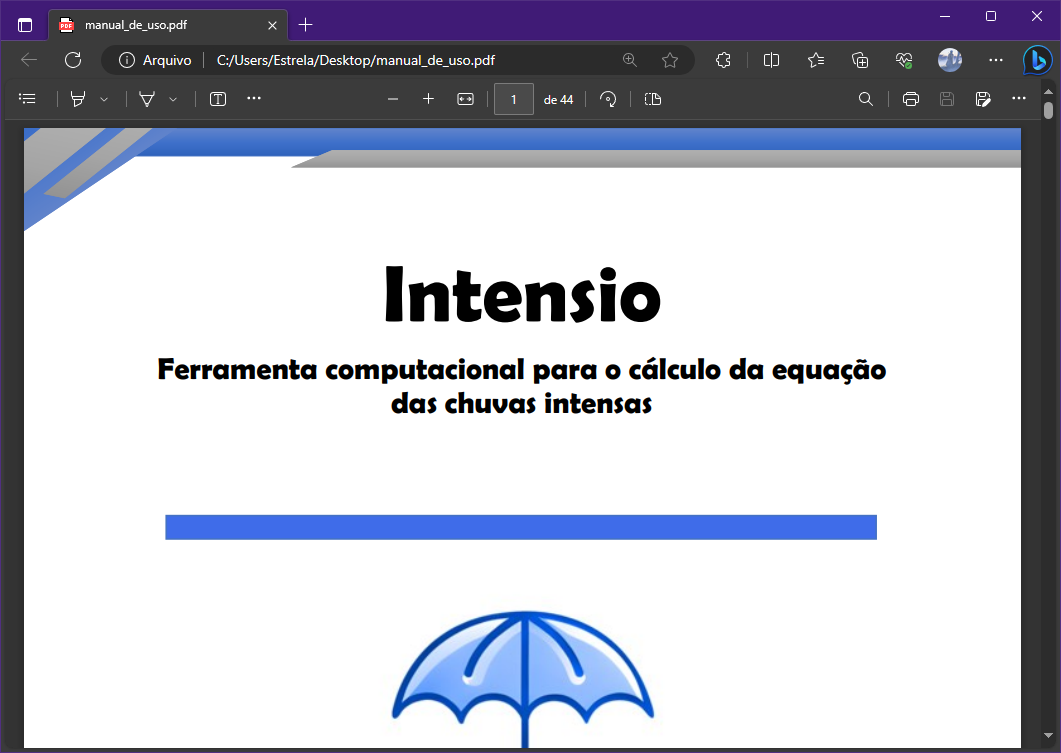 manual_de_uso.pdf
Arquivo C:/Users/Estrela/Desktop/manual_de_uso.pdf
1 de 44
Intensio
Ferramenta computacional para o cálculo da equação
das chuvas intensas